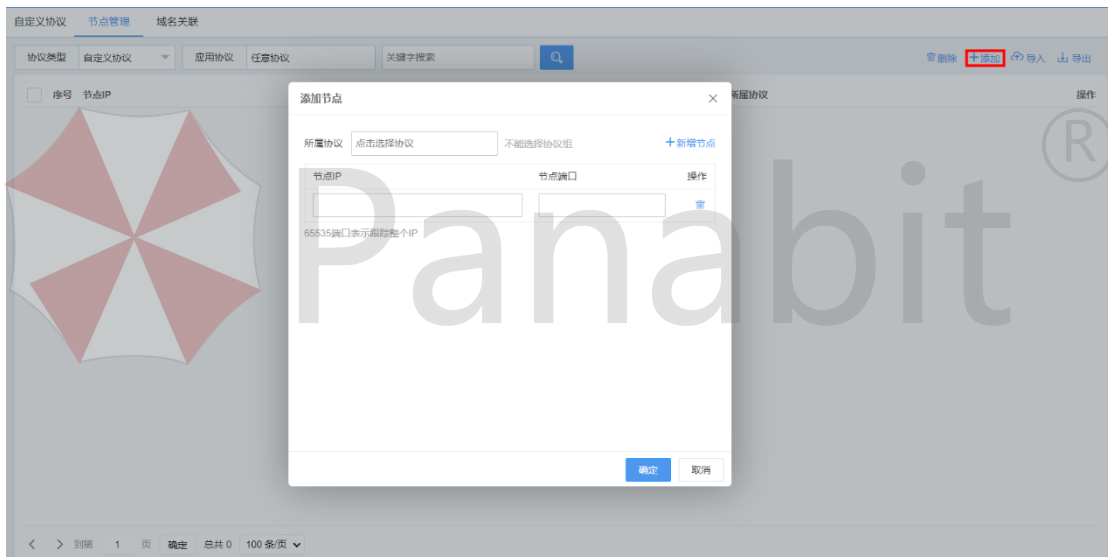 自定义协议 节点管理 域名关联
协议类型 自定义协议 应用协议 任意协议 关键字搜索 删除 +添加 导入 导出
序号 节点IP 所属协议 操作
添加节点 ×
所属协议 点击选择协议 不能选择协议组 +新增节点
节点IP 节点端口 操作
65535端口表示跟踪整个IP
Panabit®
确定 取消
< > 到第 1 页 确定 总共 0 100 条/页